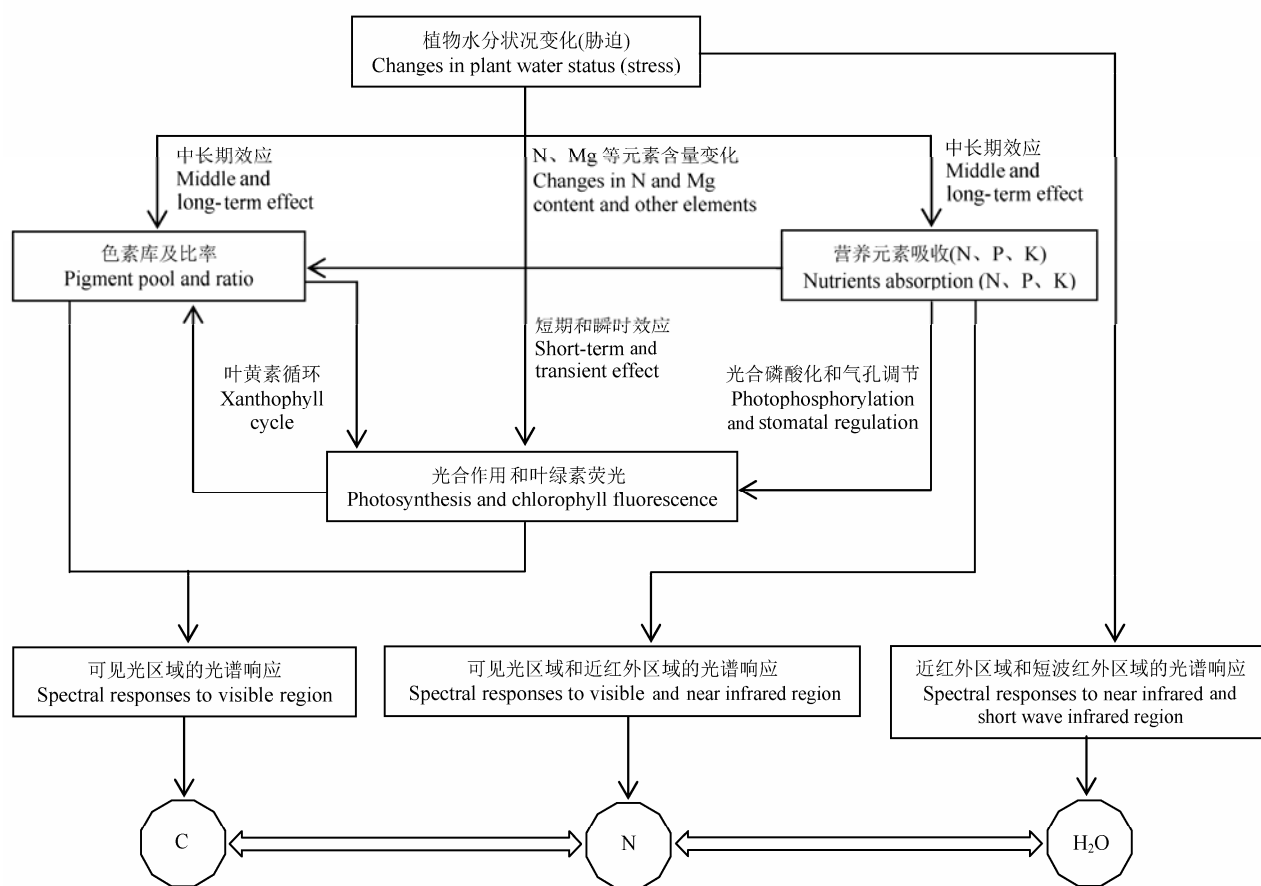 植物水分状况变化(胁迫)
Changes in plant water status (stress)
中长期效应
Middle and
long-term effect
N、Mg 等元素含量变化
Changes in N and Mg
content and other elements
中长期效应
Middle and
long-term effect
色素库及比率
Pigment pool and ratio
营养元素吸收(N、P、K)
Nutrients absorption (N、P、K)
叶黄素循环
Xanthophyll
cycle
短期和瞬时效应
Short-term and
transient effect
光合磷酸化和气孔调节
Photophosphorylation
and stomatal regulation
光合作用和叶绿素荧光
Photosynthesis and chlorophyll fluorescence
可见光区域的光谱响应
Spectral responses to visible region
可见光区域和近红外区域的光谱响应
Spectral responses to visible and near infrared region
近红外区域和短波红外区域的光谱响应
Spectral responses to near infrared and
short wave infrared region
C
N
H₂O